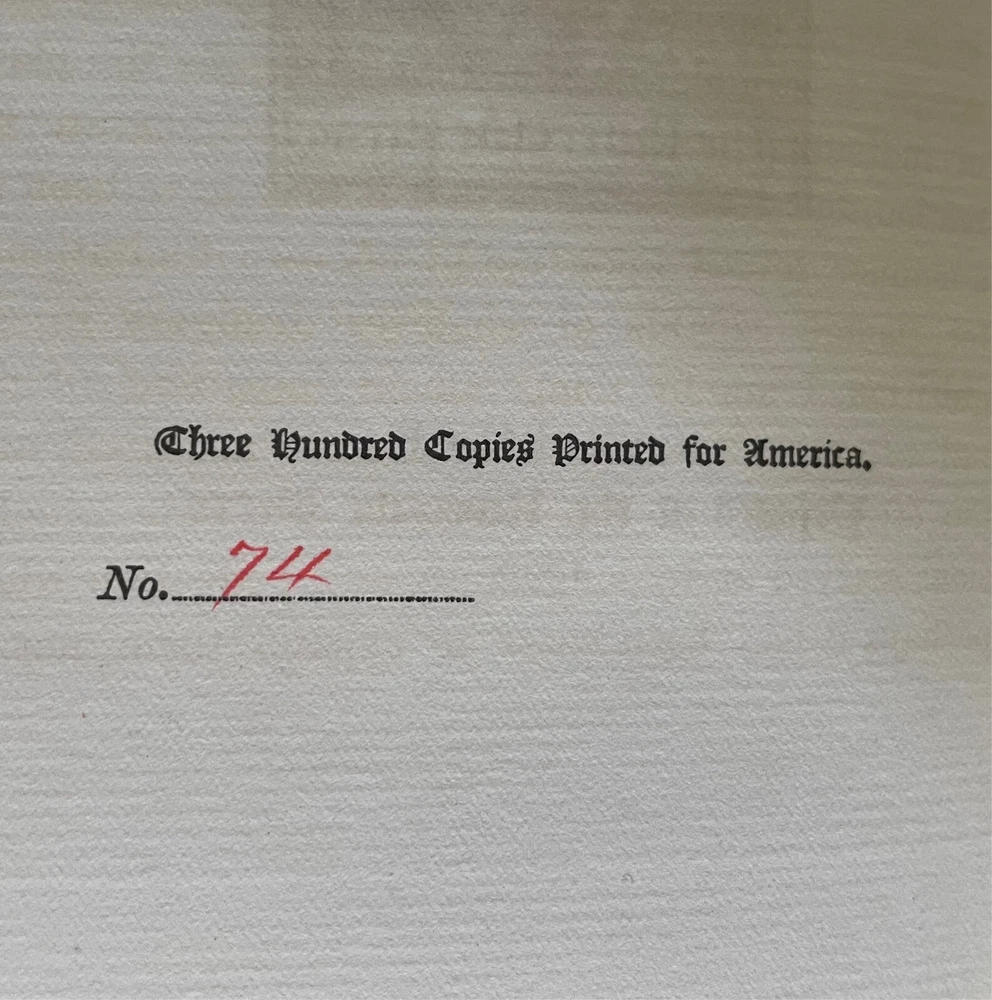 Three Hundred Copies Printed for America.
No. 74